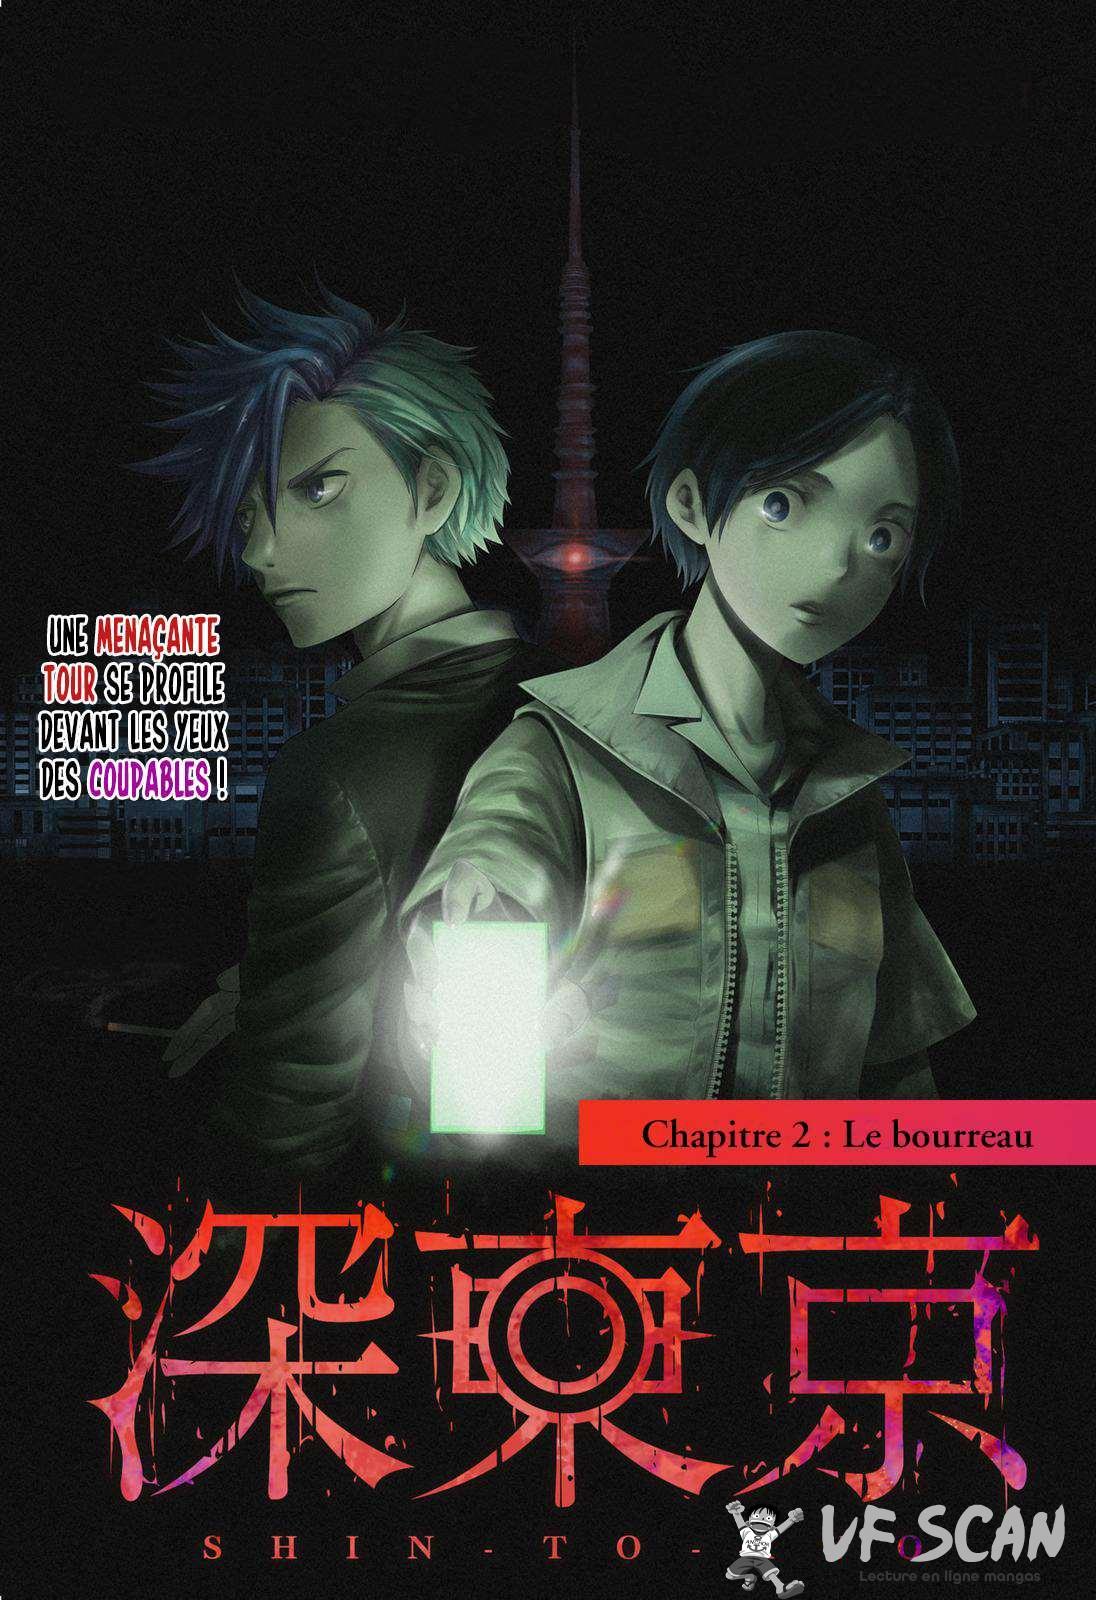 UNE MENAÇANTE
TOUR SE PROFILE
DEVANT LES YEUX
DES COUPABLES !
Chapitre 2 : Le bourreau
深東京
SHIN-TO-
VF SCAN
Lecture en ligne mangas